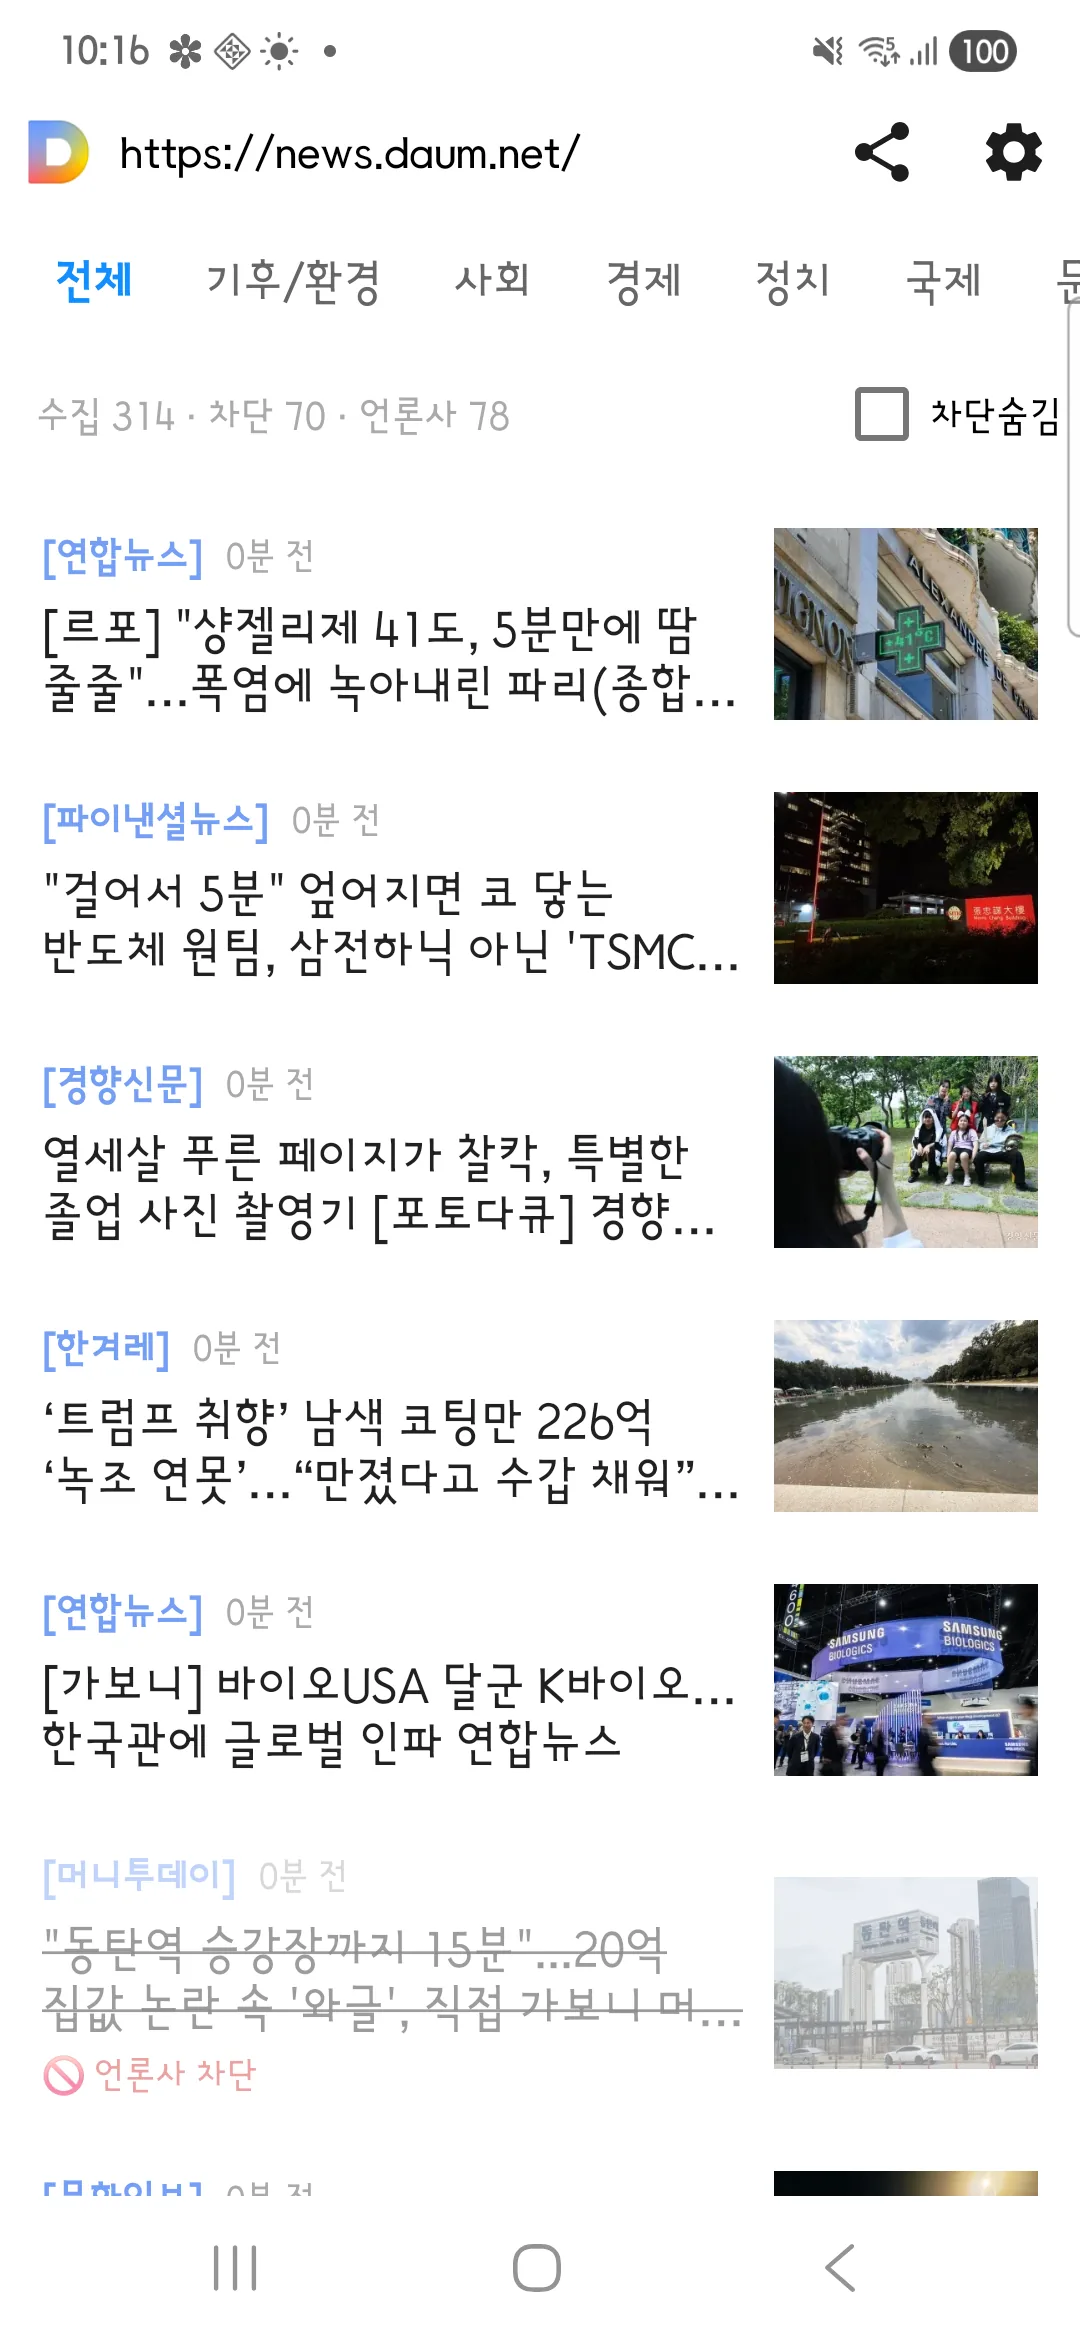 10:16
100
https://news.daum.net/
전체 기후/환경 사회 경제 정치 국제
수집 314 · 차단 70 · 언론사 78
차단숨김
[연합뉴스] 0분 전
[르포] "샹젤리제 41도, 5분만에 땀
줄줄"...폭염에 녹아내린 파리(종합...
ALEXANDRE DE PARIS
+41°C
[파이낸셜뉴스] 0분 전
"걸어서 5분" 엎어지면 코 닿는
반도체 원팀, 삼전하닉 아닌 'TSMC...
[경향신문] 0분 전
열세살 푸른 페이지가 찰칵, 특별한
졸업 사진 촬영기 [포토다큐] 경향...
[한겨레] 0분 전
‘트럼프 취향’ 남색 코팅만 226억
‘녹조 연못’...“만졌다고 수갑 채워”...
[연합뉴스] 0분 전
[가보니] 바이오USA 달군 K바이오...
한국관에 글로벌 인파 연합뉴스
SAMSUNG
BIOLOGICS
SAMSUNG
BIOLOGICS
[머니투데이] 0분 전
"동탄역 승강장까지 15분"...20억
집값 논란 속 '와글', 직접 가보니 머...
동탄역
언론사 차단